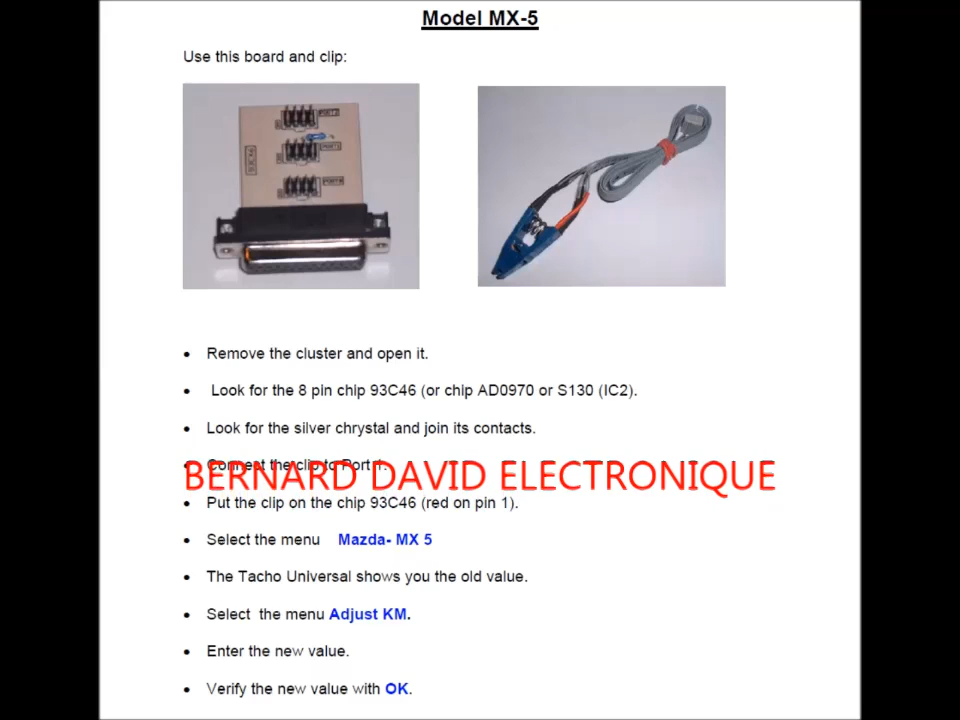 Model MX-5
Use this board and clip:
PORT2
PORT1
93CX6
PORT0
Remove the cluster and open it.
Look for the 8 pin chip 93C46 (or chip AD0970 or S130 (IC2).
Look for the silver chrystal and join its contacts.
Connect the clip to Port 1.
BERNARD DAVID ELECTRONIQUE
Put the clip on the chip 93C46 (red on pin 1).
Select the menu Mazda- MX 5
The Tacho Universal shows you the old value.
Select the menu Adjust KM.
Enter the new value.
Verify the new value with OK.